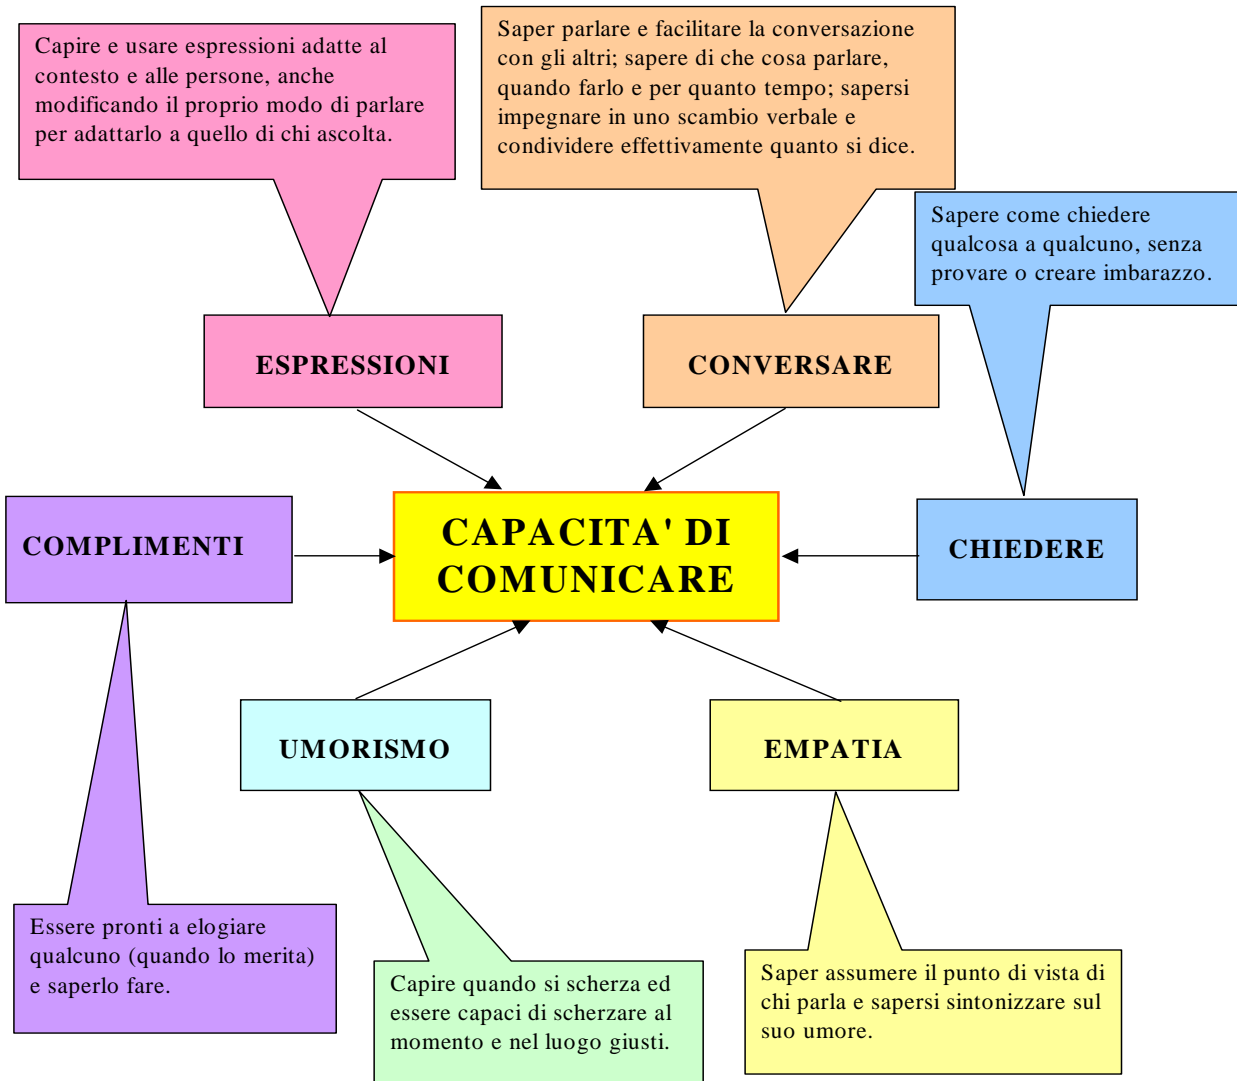 Capire e usare espressioni adatte al
contesto e alle persone, anche
modificando il proprio modo di parlare
per adattarlo a quello di chi ascolta.
Saper parlare e facilitare la conversazione
con gli altri; sapere di che cosa parlare,
quando farlo e per quanto tempo; sapersi
impegnare in uno scambio verbale e
condividere effettivamente quanto si dice.
Sapere come chiedere
qualcosa a qualcuno, senza
provare o creare imbarazzo.
ESPRESSIONI
CONVERSARE
COMPLIMENTI
CAPACITA' DI
COMUNICARE
CHIEDERE
UMORISMO
EMPATIA
Essere pronti a elogiare
qualcuno (quando lo merita)
e saperlo fare.
Capire quando si scherza ed
essere capaci di scherzare al
momento e nel luogo giusti.
Saper assumere il punto di vista di
chi parla e sapersi sintonizzare sul
suo umore.